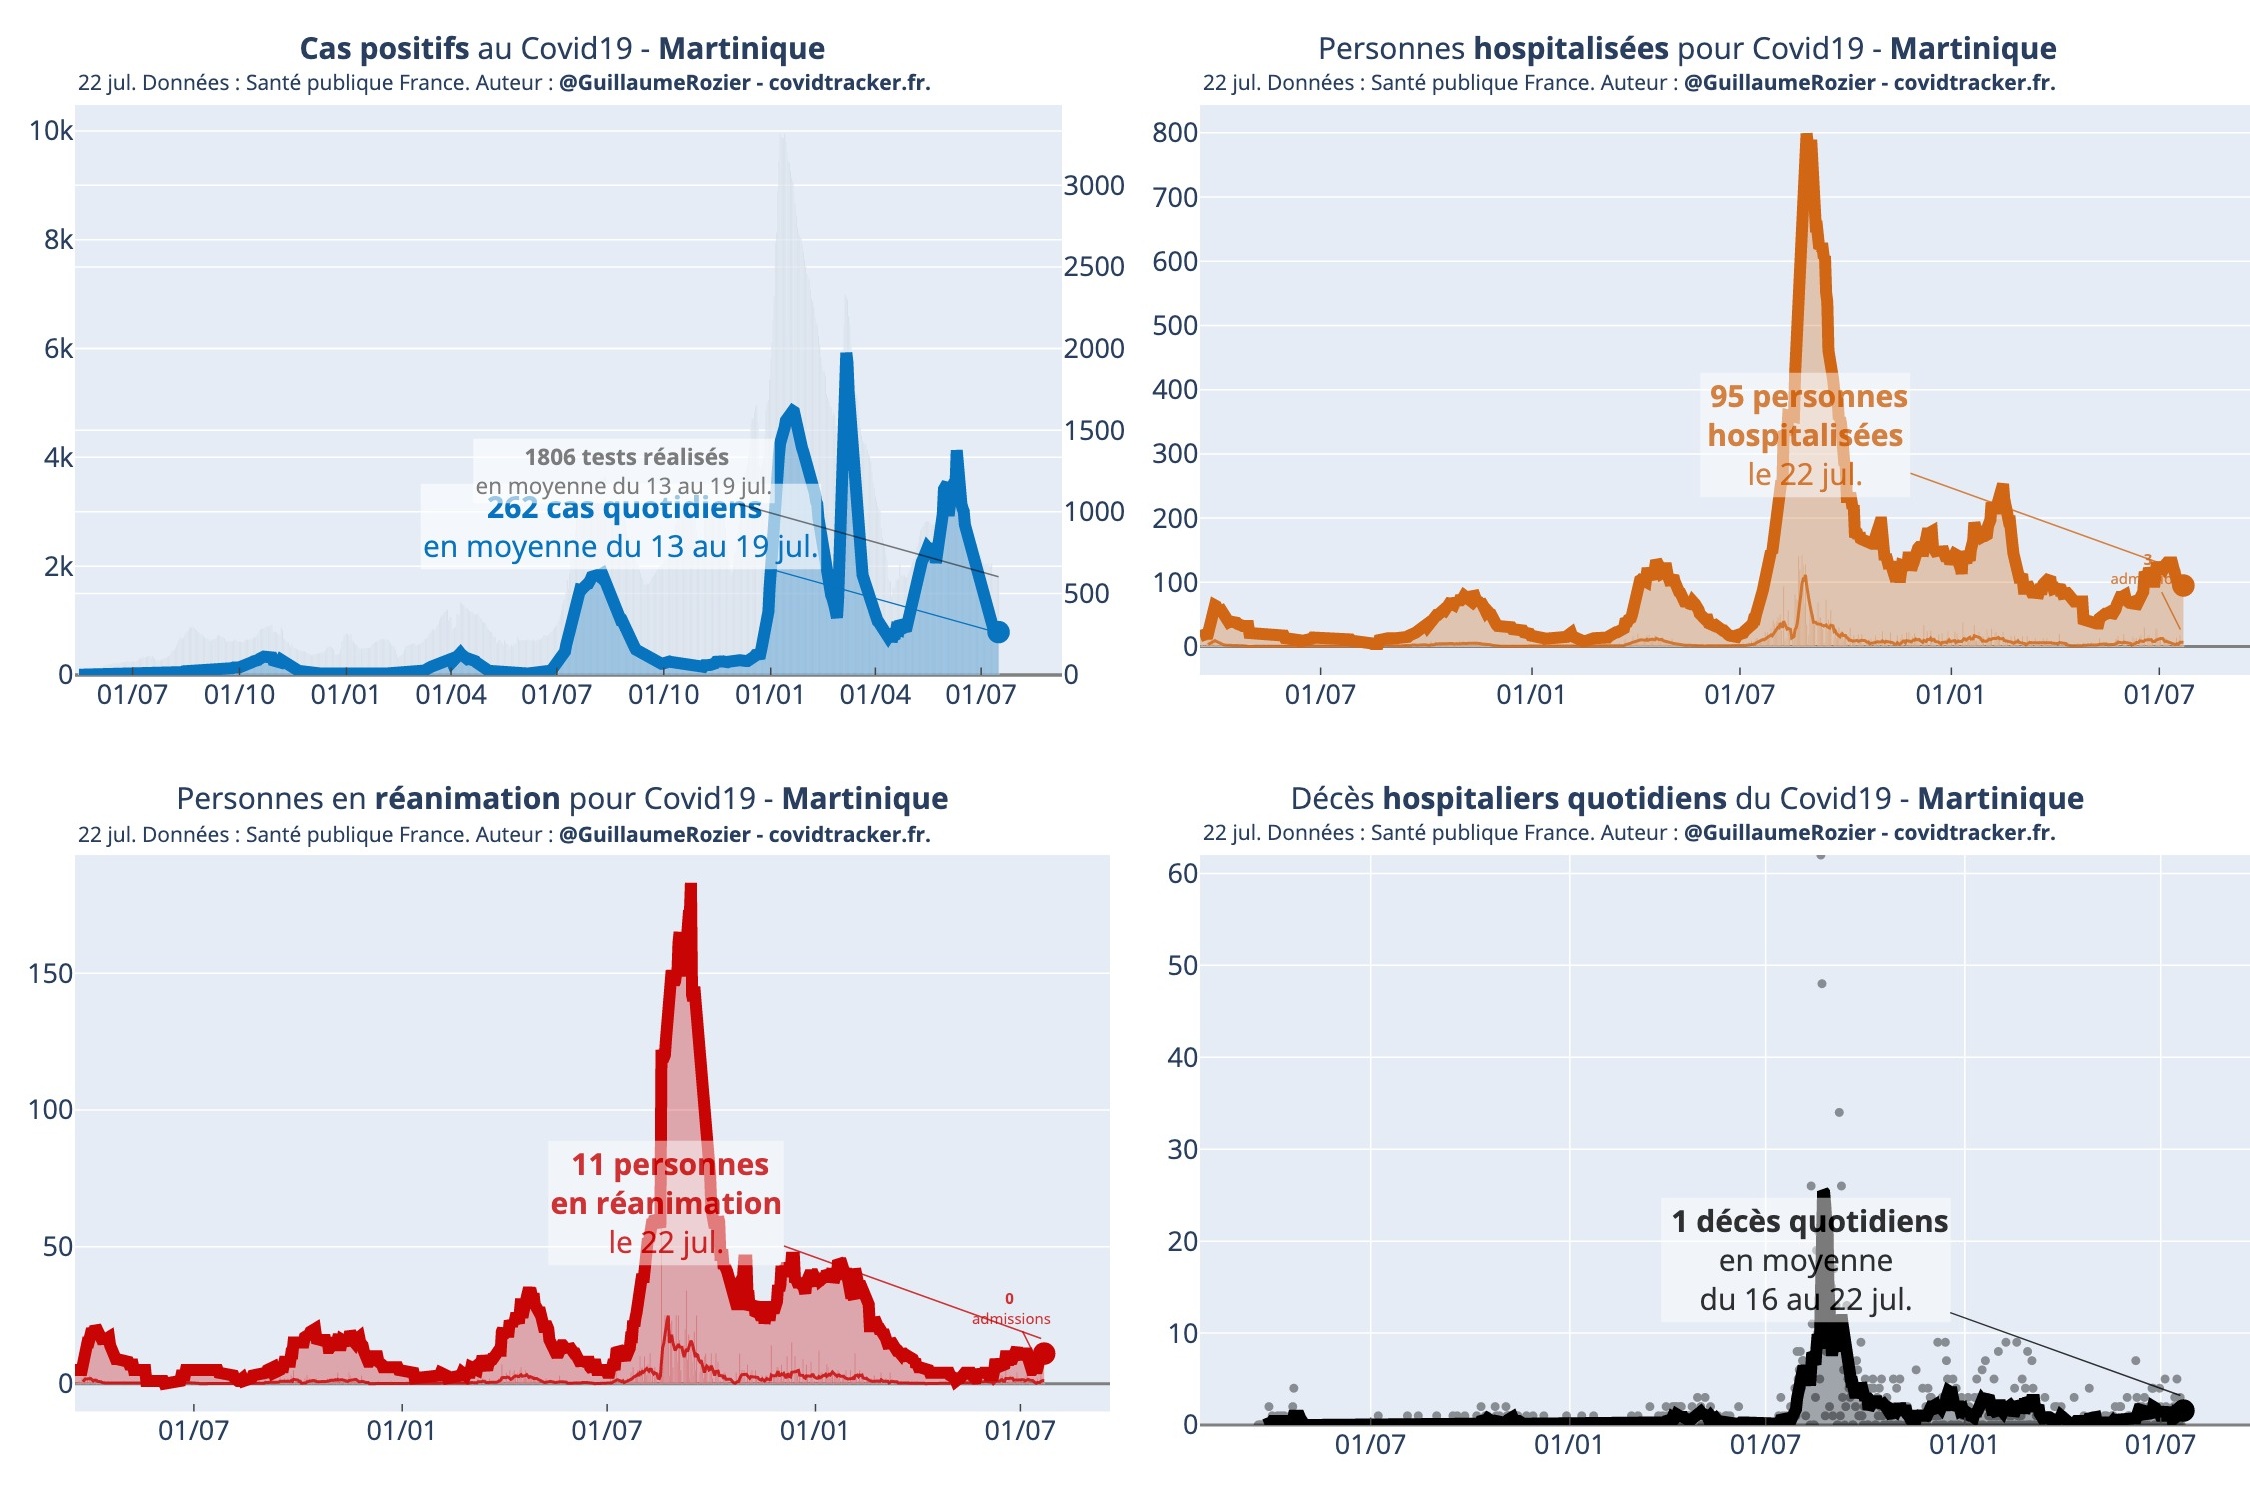 Cas positifs au Covid19 - Martinique
22 jul. Données : Santé publique France. Auteur : @GuillaumeRozier - covidtracker.fr.
10k
8k
6k
4k
2k
0
3000
2500
2000
1500
1000
500
0
1806 tests réalisés
en moyenne du 13 au 19 jul.
262 cas quotidiens
en moyenne du 13 au 19 jul.
01/07 01/10 01/01 01/04 01/07 01/10 01/01 01/04 01/07
Personnes hospitalisées pour Covid19 - Martinique
22 jul. Données : Santé publique France. Auteur : @GuillaumeRozier - covidtracker.fr.
800
700
600
500
400
300
200
100
0
95 personnes
hospitalisées
le 22 jul.
3
01/07 01/01 01/07 01/01 01/07
Personnes en réanimation pour Covid19 - Martinique
22 jul. Données : Santé publique France. Auteur : @GuillaumeRozier - covidtracker.fr.
150
100
50
0
11 personnes
en réanimation
le 22 jul.
0
admissions
01/07 01/01 01/07 01/01 01/07
Décès hospitaliers quotidiens du Covid19 - Martinique
22 jul. Données : Santé publique France. Auteur : @GuillaumeRozier - covidtracker.fr.
60
50
40
30
20
10
0
1 décès quotidiens
en moyenne
du 16 au 22 jul.
01/07 01/01 01/07 01/01 01/07